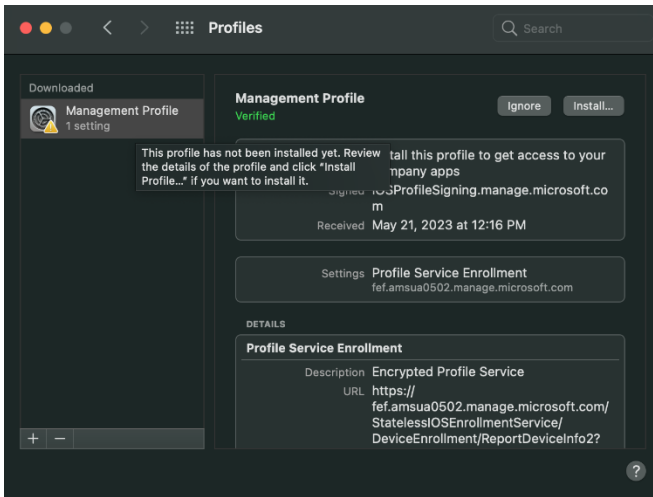 Profiles
Search
Downloaded
Management Profile
1 setting
Management Profile
Verified
Ignore
Install...
This profile has not been installed yet. Review
the details of the profile and click "Install
Profile..." if you want to install it.
tall this profile to get access to your
mpany apps
Signed IOSProfileSigning.manage.microsoft.co
m
Received May 21, 2023 at 12:16 PM
Settings Profile Service Enrollment
fef.amsua0502.manage.microsoft.com
DETAILS
Profile Service Enrollment
Description Encrypted Profile Service
URL https://
fef.amsua0502.manage.microsoft.com/
StatelessIOSEnrollmentService/
DeviceEnrollment/ReportDeviceInfo2?
+ −
?